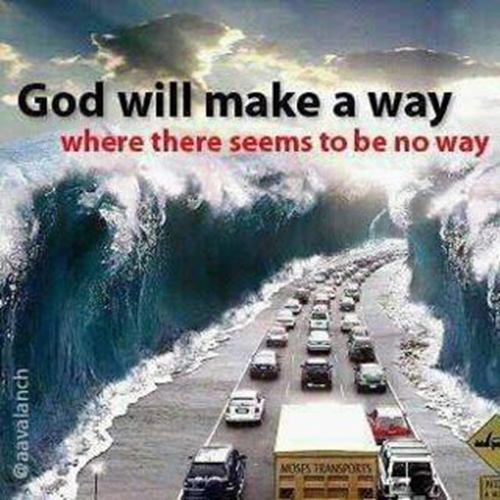 God will make a way
where there seems to be no way
@aavalanch
MOSES TRANSPORTS